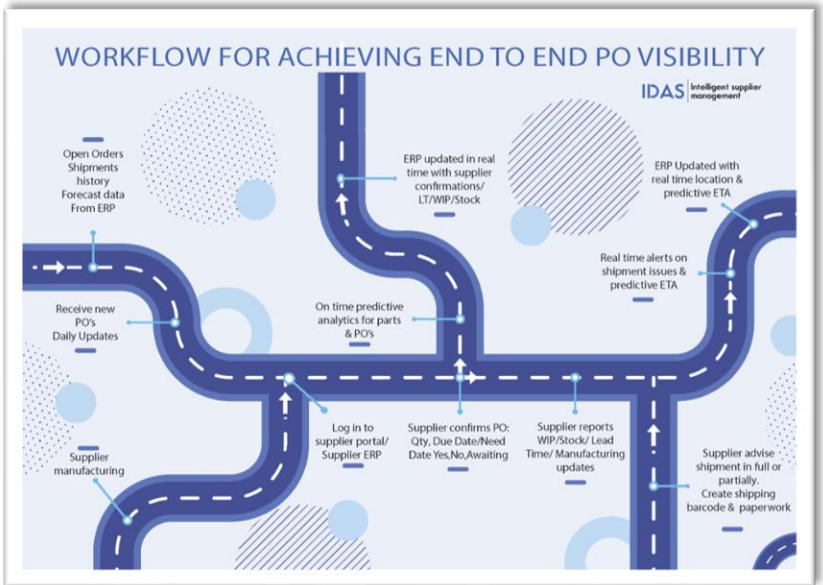 WORKFLOW FOR ACHIEVING END TO END PO VISIBILITY
IDAS Intelligent supplier
management
Open Orders
Shipments
history
Forecast data
From ERP
ERP updated in real
time with supplier
confirmations/
LT/WIP/Stock
ERP Updated with
real time location &
predictive ETA
Real time alerts on
shipment issues &
predictive ETA
Receive new
PO's
Daily Updates
On time predictive
analytics for parts
& PO's
Supplier
manufacturing
Log in to
supplier portal/
Supplier ERP
Supplier confirms PO:
Qty, Due Date/Need
Date Yes,No,Awaiting
Supplier reports
WIP/Stock/ Lead
Time/ Manufacturing
updates
Supplier advise
shipment in full or
partially.
Create shipping
barcode & paperwork